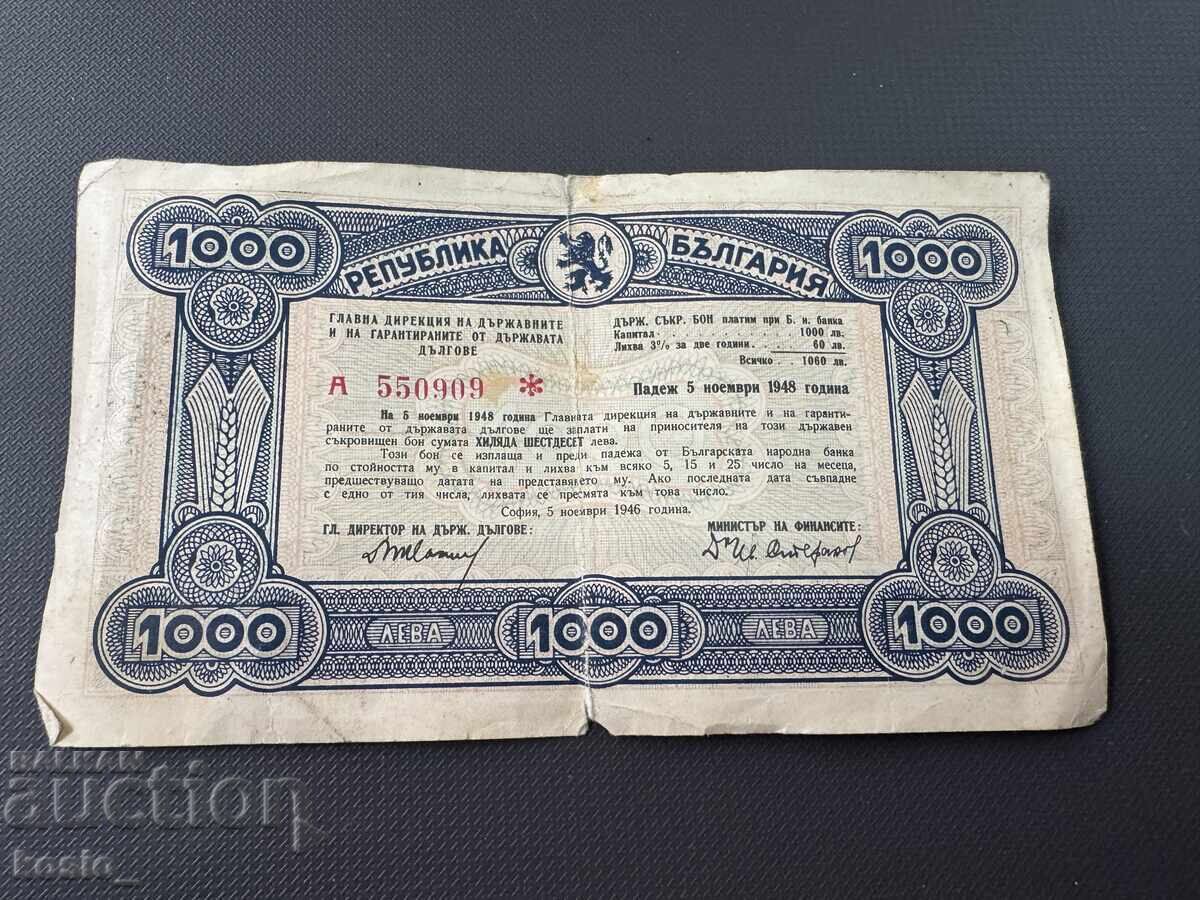 1000
РЕПУБЛИКА БЪЛГАРИЯ
1000
ГЛАВНА ДИРЕКЦИЯ НА ДЪРЖАВНИТЕ
И НА ГАРАНТИРАНИТЕ ОТ ДЪРЖАВАТА
ДЪЛГОВЕ
А 550909 *
ДЪРЖ. СЪКР. БОН платим при Б. н. банка
Капитал . . . . . . . . . . 1000 лв.
Лихва 3% за две години . . . . 60 лв.
Всичко . 1060 лв.
Падеж 5 ноември 1948 година
На 5 ноември 1948 година Главната дирекция на държавните и на гаранти-
раните от държавата дългове ще заплати на приносителя на този държавен
съкровищен бон сумата ХИЛЯДА ШЕСТДЕСЕТ лева.
Този бон се изплаща и преди падежа от Българската народна банка
по стойността му в капитал и лихва към всяко 5, 15 и 25 число на месеца,
предшествуващо датата на представянето му. Ако последната дата съвпадне
с едно от тия числа, лихвата се пресмята към това число.
София, 5 ноември 1946 година.
ГЛ. ДИРЕКТОР НА ДЪРЖ. ДЪЛГОВЕ:
МИНИСТЪР НА ФИНАНСИТЕ:
Др Ив. Стефанов
1000 ЛЕВА 1000 ЛЕВА 1000
BALKAN
auction
kosio_